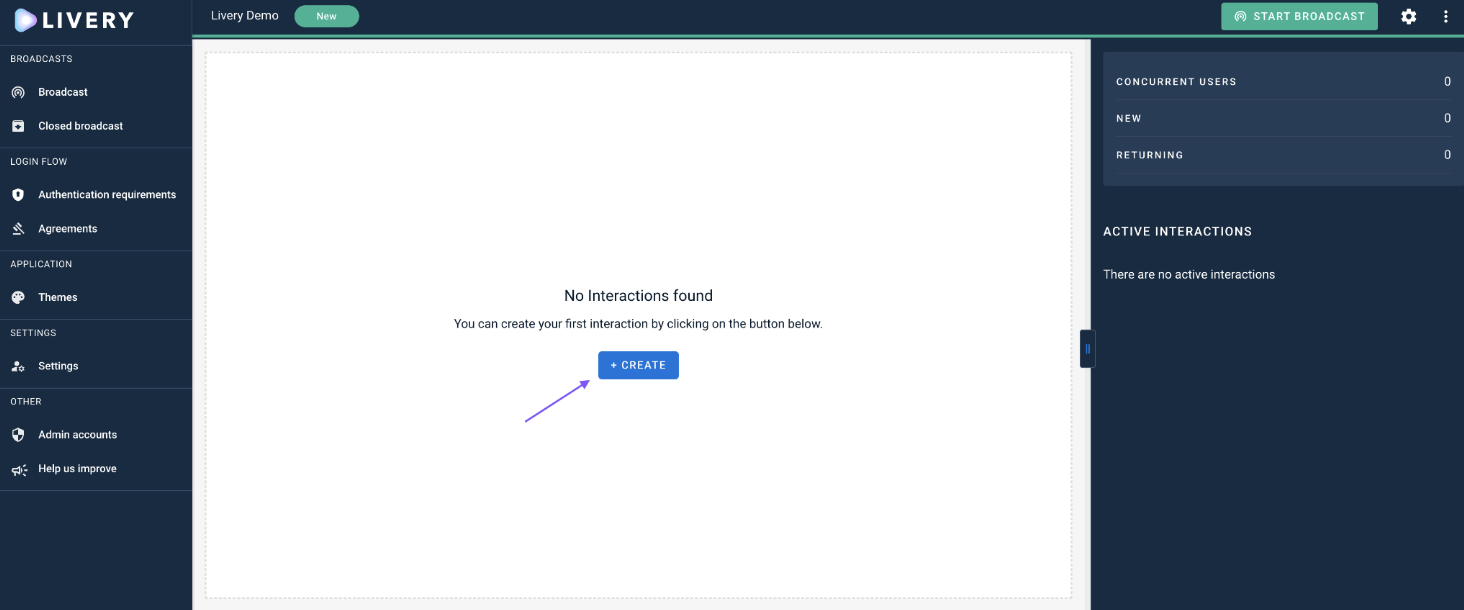 LIVERY
Livery Demo
New
START BROADCAST
BROADCASTS
Broadcast
Closed broadcast
LOGIN FLOW
Authentication requirements
Agreements
APPLICATION
Themes
SETTINGS
Settings
OTHER
Admin accounts
Help us improve
No Interactions found
You can create your first interaction by clicking on the button below.
+ CREATE
CONCURRENT USERS 0
NEW 0
RETURNING 0
ACTIVE INTERACTIONS
There are no active interactions